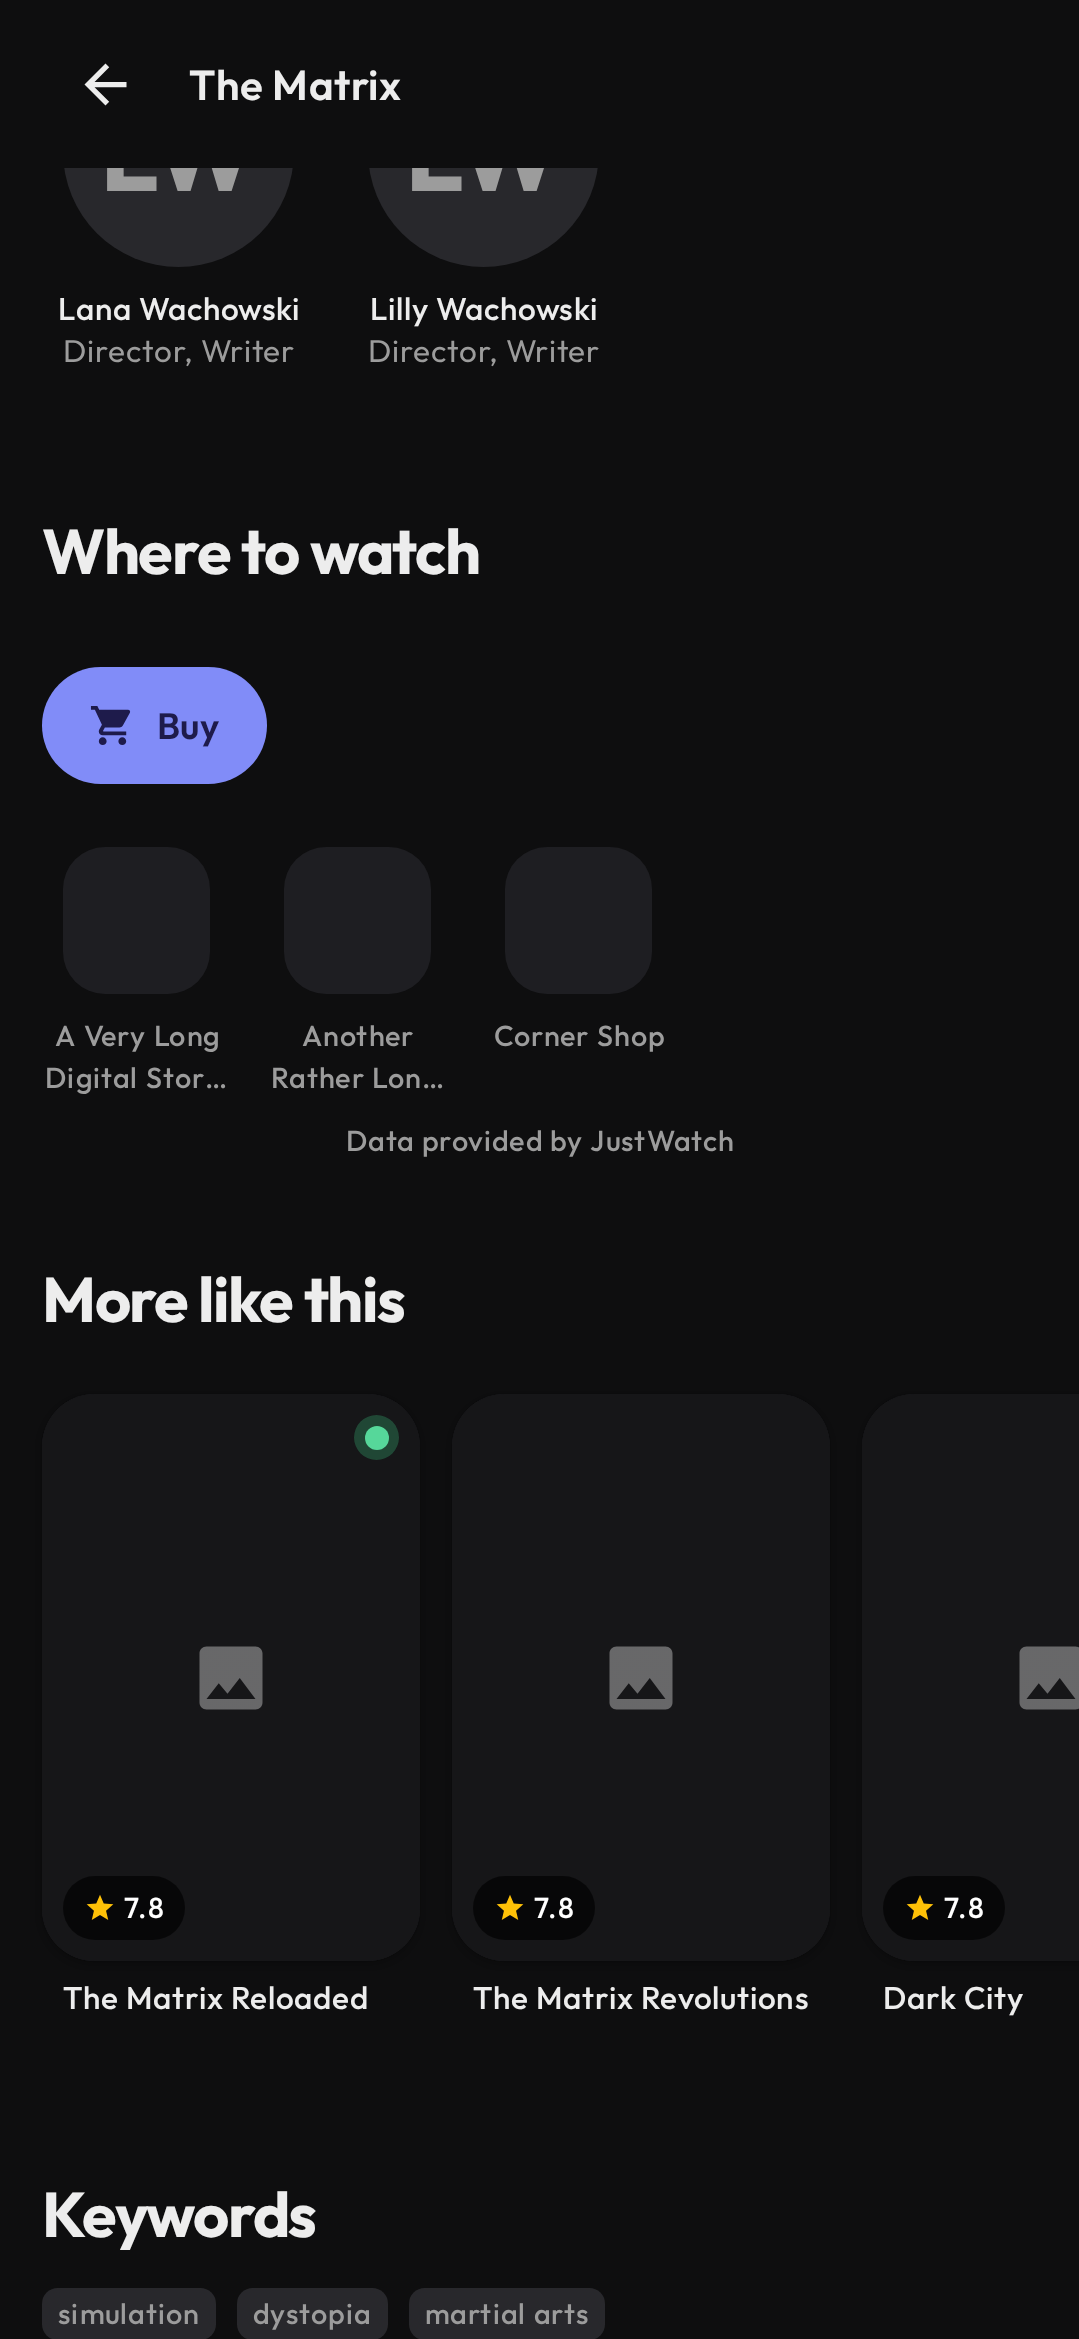 The Matrix
LW LW
Lana Wachowski Lilly Wachowski
Director, Writer Director, Writer
Where to watch
Buy
A Very Long Another Corner Shop
Digital Stor... Rather Lon...
Data provided by JustWatch
More like this
7.8 7.8 7.8
The Matrix Reloaded The Matrix Revolutions Dark City
Keywords
simulation dystopia martial arts